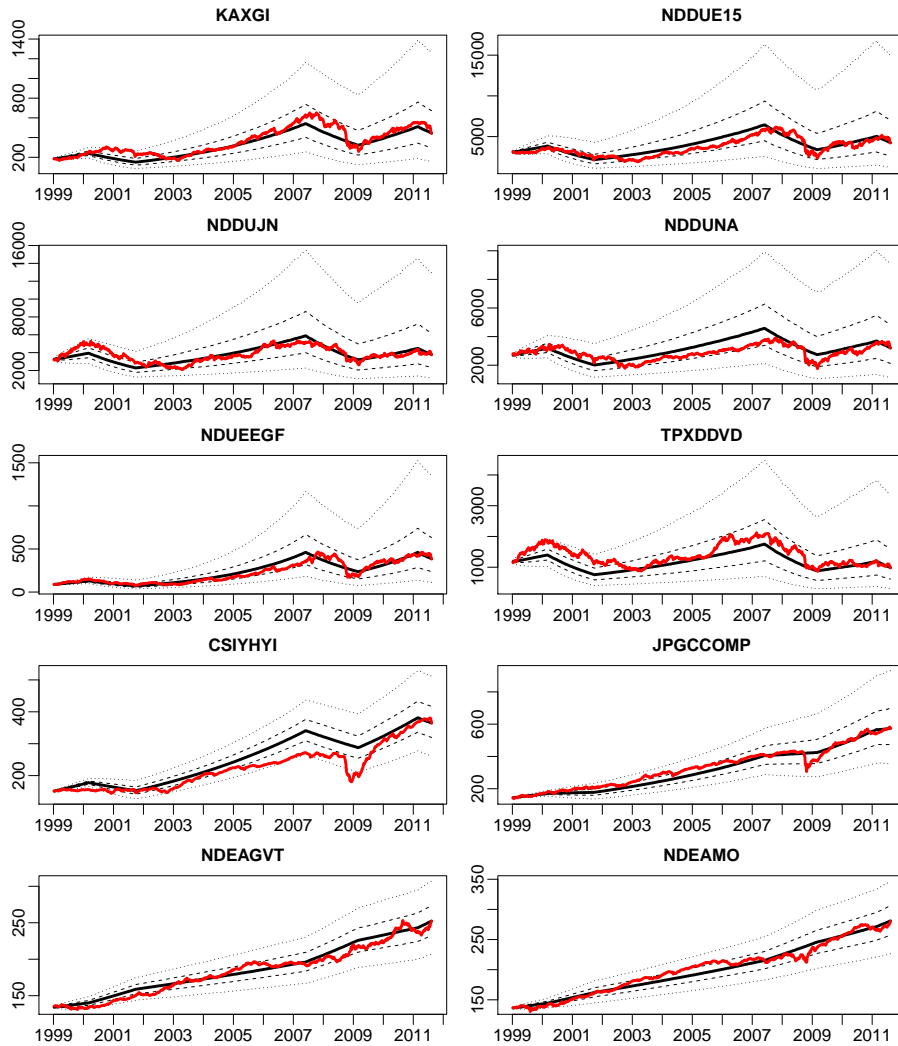 KAXGI
200 800 1400
1999 2001 2003 2005 2007 2009 2011
NDDUE15
5000 15000
1999 2001 2003 2005 2007 2009 2011
NDDUJN
2000 8000 16000
1999 2001 2003 2005 2007 2009 2011
NDDUNA
2000 6000
1999 2001 2003 2005 2007 2009 2011
NDUEEGF
0 500 1500
1999 2001 2003 2005 2007 2009 2011
TPXDDVD
1000 3000
1999 2001 2003 2005 2007 2009 2011
CSIYHYI
200 400
1999 2001 2003 2005 2007 2009 2011
JPGCCOMP
200 600
1999 2001 2003 2005 2007 2009 2011
NDEAGVT
150 250
1999 2001 2003 2005 2007 2009 2011
NDEAMO
150 250 350
1999 2001 2003 2005 2007 2009 2011